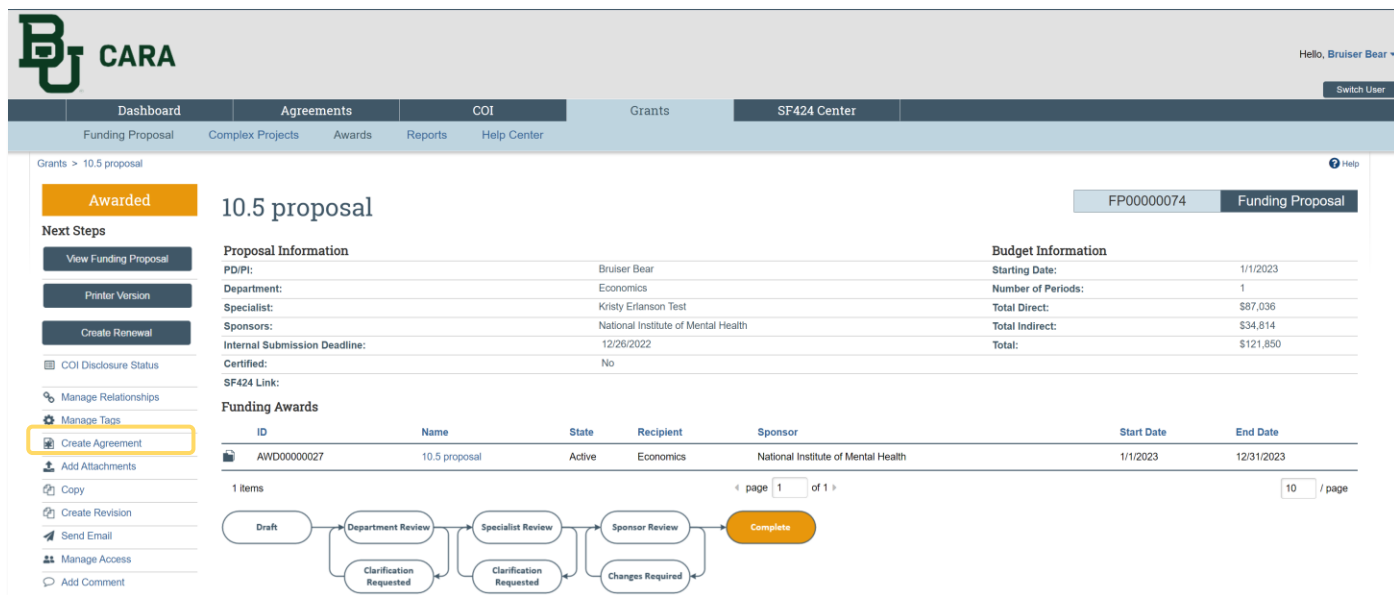 BU CARA
Hello, Bruiser Bear
Switch User
Dashboard Agreements COI Grants SF424 Center
Funding Proposal Complex Projects Awards Reports Help Center
Grants > 10.5 proposal
? Help
Awarded
Next Steps
View Funding Proposal
Printer Version
Create Renewal
COI Disclosure Status
Manage Relationships
Manage Tags
Create Agreement
Add Attachments
Copy
Create Revision
Send Email
Manage Access
Add Comment
10.5 proposal
FP00000074 Funding Proposal
Proposal Information
PD/PI: Bruiser Bear
Department: Economics
Specialist: Kristy Erlanson Test
Sponsors: National Institute of Mental Health
Internal Submission Deadline: 12/26/2022
Certified: No
SF424 Link:
Budget Information
Starting Date: 1/1/2023
Number of Periods: 1
Total Direct: $87,036
Total Indirect: $34,814
Total: $121,850
Funding Awards
ID Name State Recipient Sponsor Start Date End Date
AWD00000027 10.5 proposal Active Economics National Institute of Mental Health 1/1/2023 12/31/2023
1 items page 1 of 1 10 / page
Draft
Department Review
Specialist Review
Sponsor Review
Complete
Clarification
Requested
Clarification
Requested
Changes Required